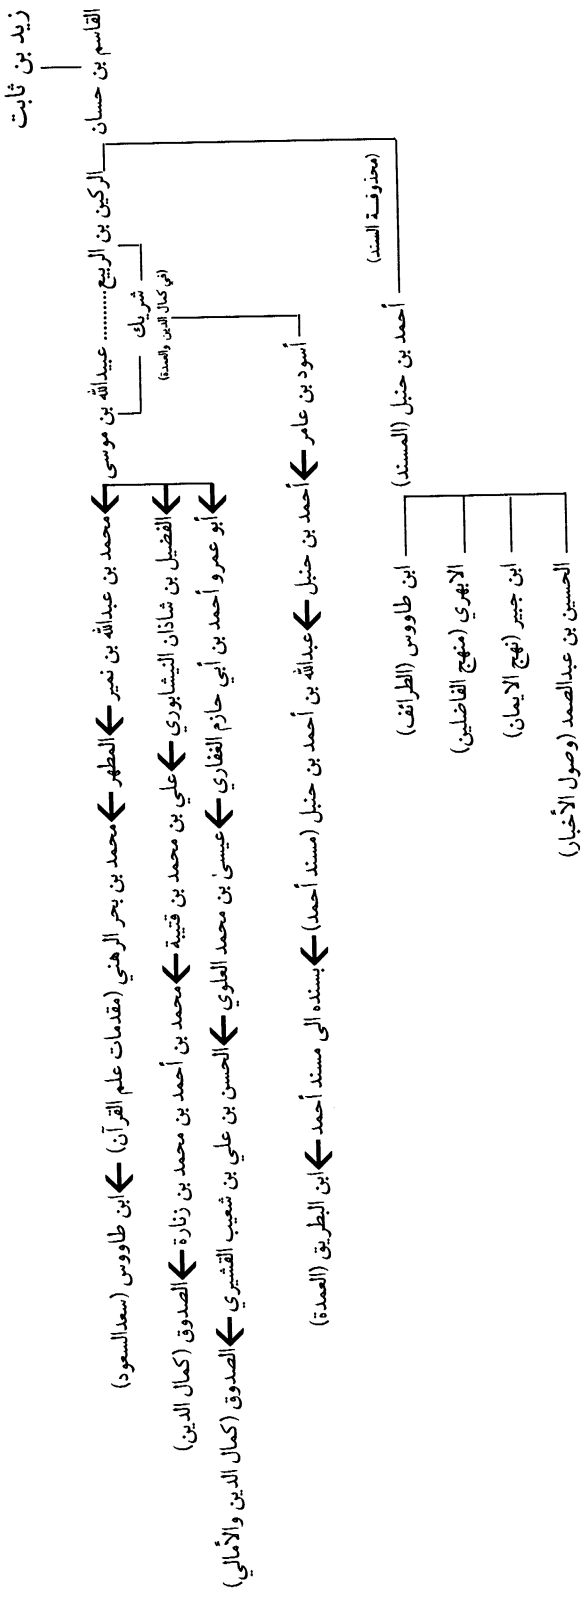 زيد بن ثابت
القاسم بن حسان
الركين بن الربيع .......... عبيدالله بن موسى
شريك
(في كمال الدين والعمدة)
(محذوفة السند)
محمد بن عبدالله بن نمير
المطهر
محمد بن بحر الرهني (مقدمات علم القرآن)
ابن طاووس (سعدالسعود)
الفضيل بن شاذان النيشابوري
علي بن محمد بن قتيبة
محمد بن أحمد بن محمد بن زنارة
الصدوق (كمال الدين)
أبو عمرو أحمد بن أبي حازم الغفاري
عيسى بن محمد العلوي
الحسن بن علي بن شعيب القشيري
الصدوق (كمال الدين والأمالي)
أسود بن عامر
أحمد بن حنبل
عبدالله بن أحمد بن حنبل (مسند أحمد)
بسنده الى مسند أحمد
ابن البطريق (العمدة)
أحمد بن حنبل (المسند)
ابن طاووس (الطرائف)
الابهري (منهج الفاضلين)
ابن جبير (نهج الايمان)
الحسين بن عبدالصمد (وصول الأخبار)